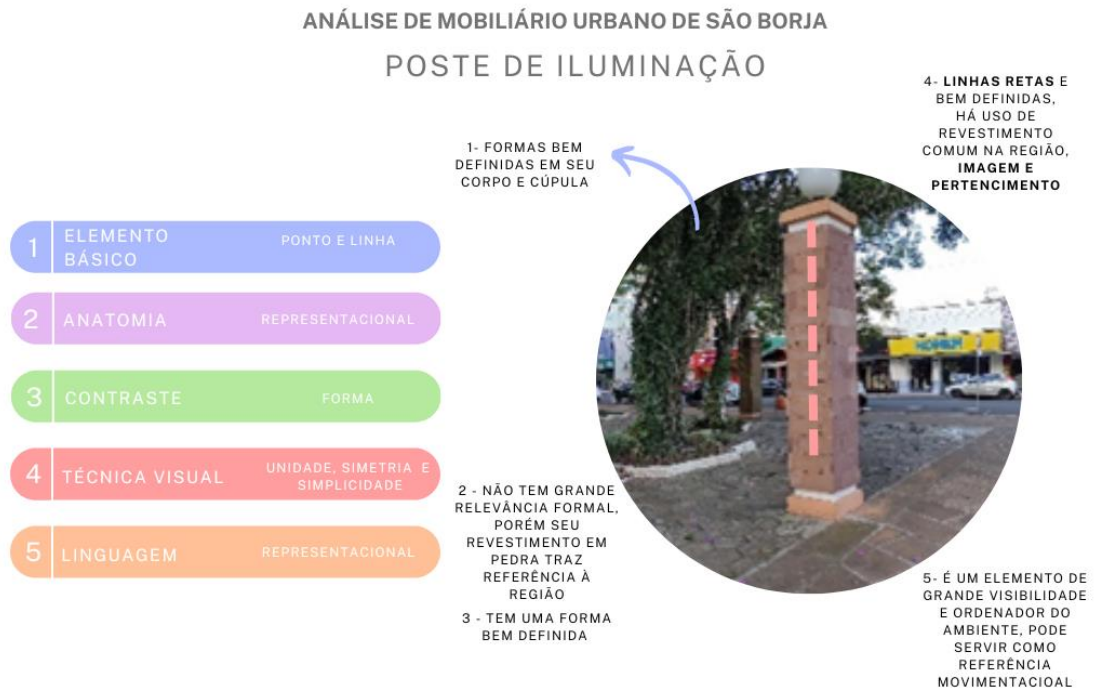 ANÁLISE DE MOBILIÁRIO URBANO DE SÃO BORJA
POSTE DE ILUMINAÇÃO
1- FORMAS BEM
DEFINIDAS EM SEU
CORPO E CÚPULA
4- LINHAS RETAS E
BEM DEFINIDAS,
HÁ USO DE
REVESTIMENTO
COMUM NA REGIÃO,
IMAGEM E
PERTENCIMENTO
1 ELEMENTO
BÁSICO
PONTO E LINHA
2 ANATOMIA REPRESENTACIONAL
3 CONTRASTE FORMA
4 TÉCNICA VISUAL
UNIDADE, SIMETRIA E
SIMPLICIDADE
5 LINGUAGEM REPRESENTACIONAL
HOMEM
2 - NÃO TEM GRANDE
RELEVÂNCIA FORMAL,
PORÉM SEU
REVESTIMENTO EM
PEDRA TRAZ
REFERÊNCIA À
REGIÃO
3 - TEM UMA FORMA
BEM DEFINIDA
5- É UM ELEMENTO DE
GRANDE VISIBILIDADE
E ORDENADOR DO
AMBIENTE, PODE
SERVIR COMO
REFERÊNCIA
MOVIMENTACIOAL